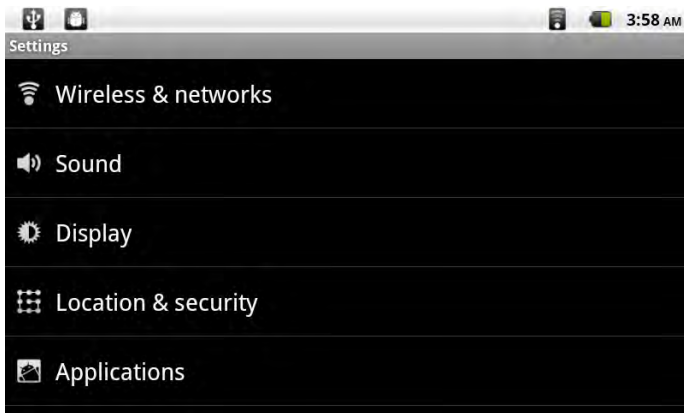 3:58 AM
Settings
Wireless & networks
Sound
Display
Location & security
Applications